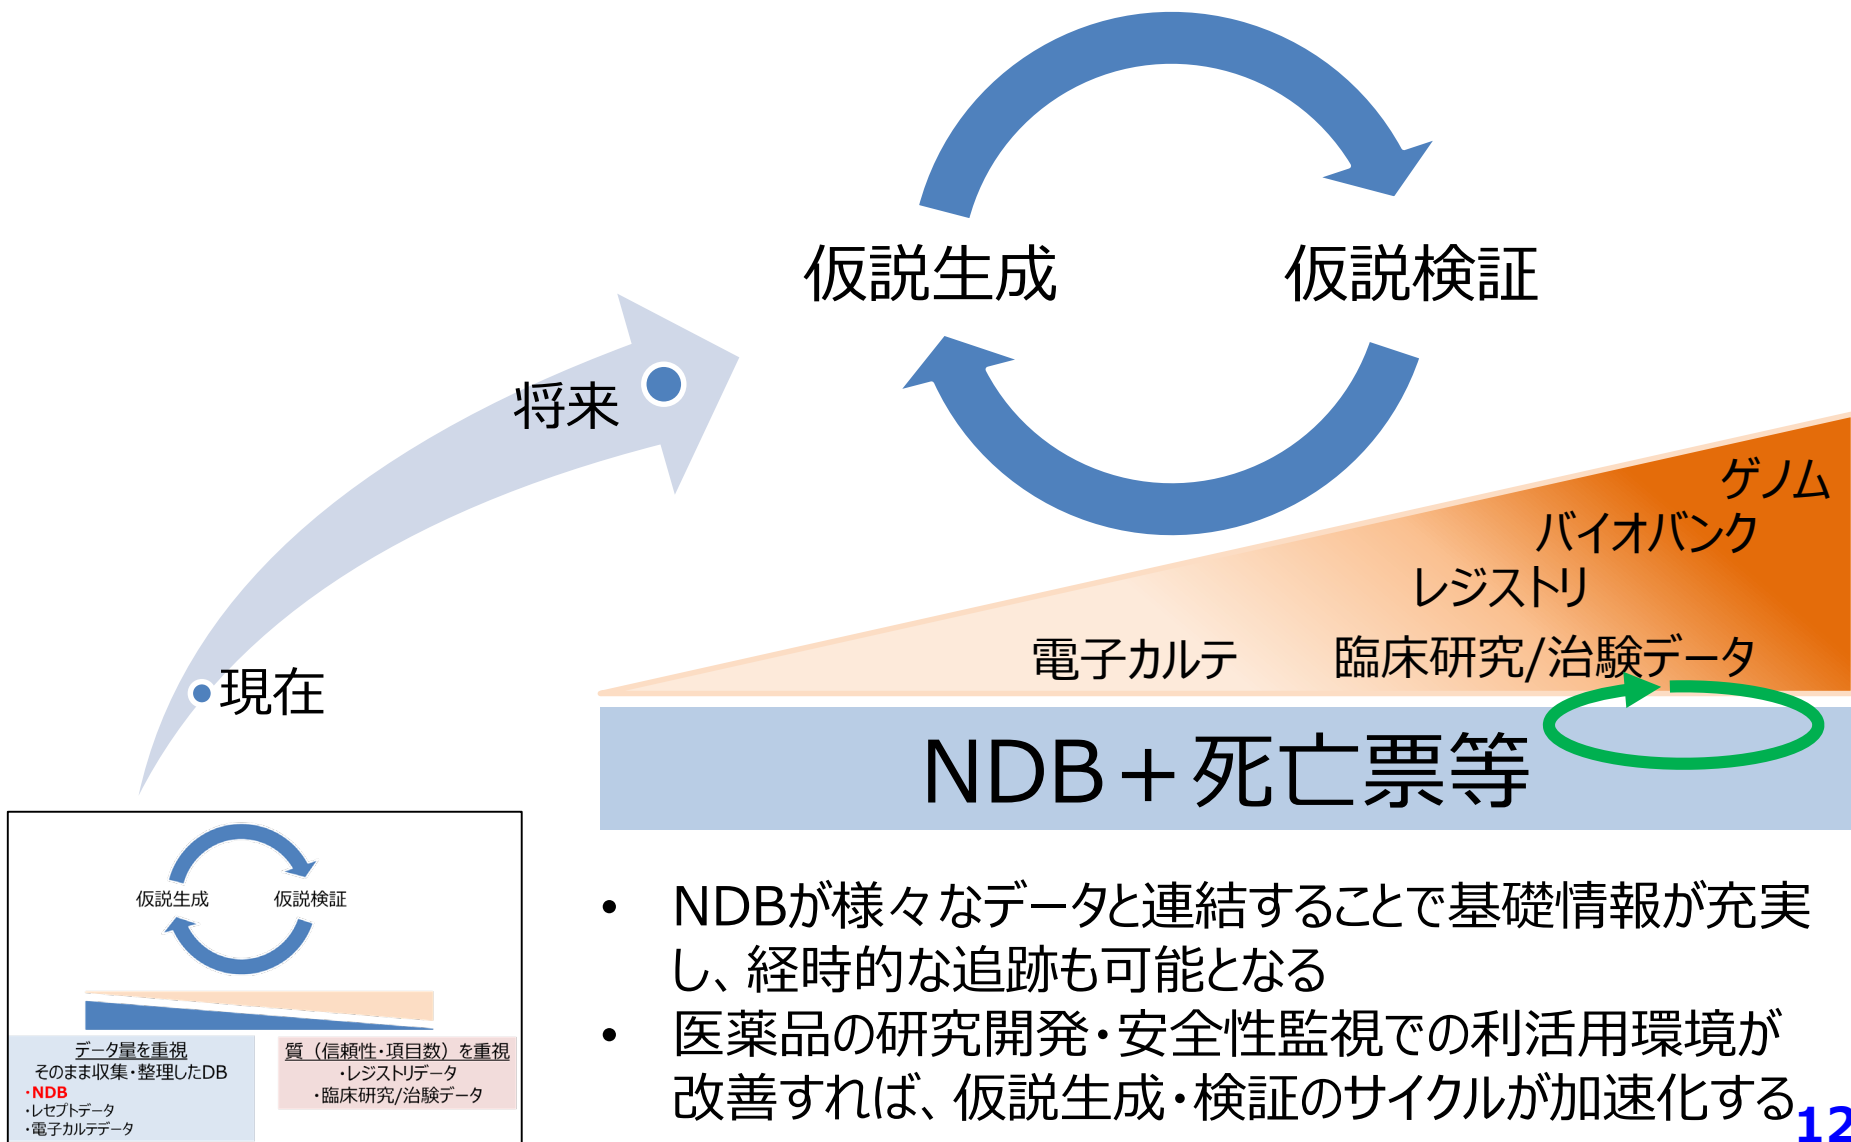 仮説生成
仮説検証
将来
現在
ゲノム
バイオバンク
レジストリ
電子カルテ
臨床研究/治験データ
NDB+死亡票等
• NDBが様々なデータと連結することで基礎情報が充実
し、経時的な追跡も可能となる
• 医薬品の研究開発・安全性監視での利活用環境が
改善すれば、仮説生成・検証のサイクルが加速化する
仮説生成
仮説検証
データ量を重視
そのまま収集・整理したDB
・NDB
・レセプトデータ
・電子カルテデータ
質（信頼性・項目数）を重視
・レジストリデータ
・臨床研究/治験データ
12